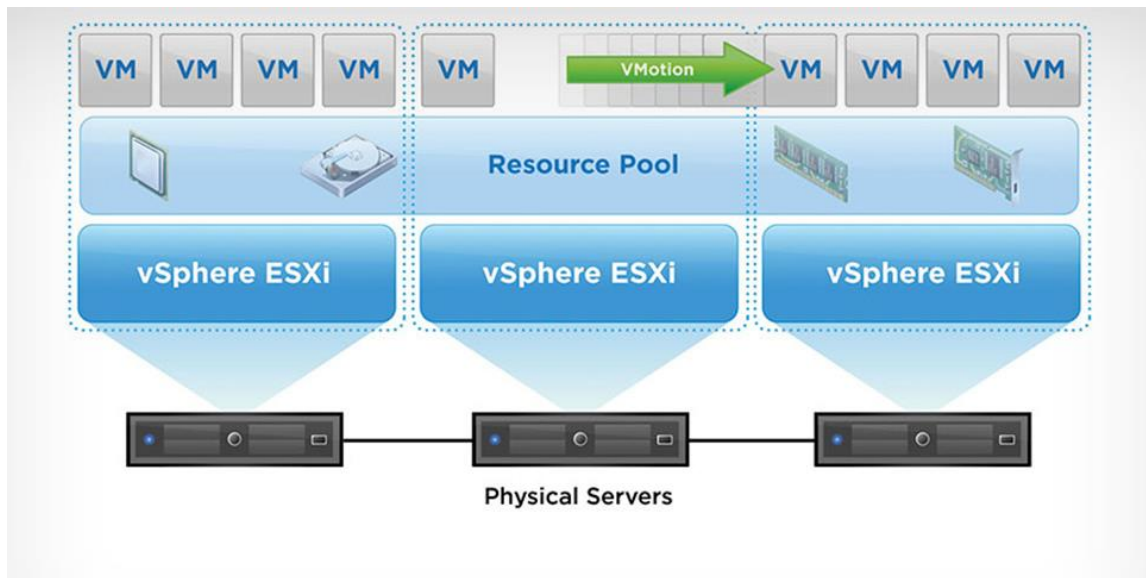 VM VM VM VM VM VMotion VM VM VM VM
Resource Pool
vSphere ESXi vSphere ESXi vSphere ESXi
Physical Servers